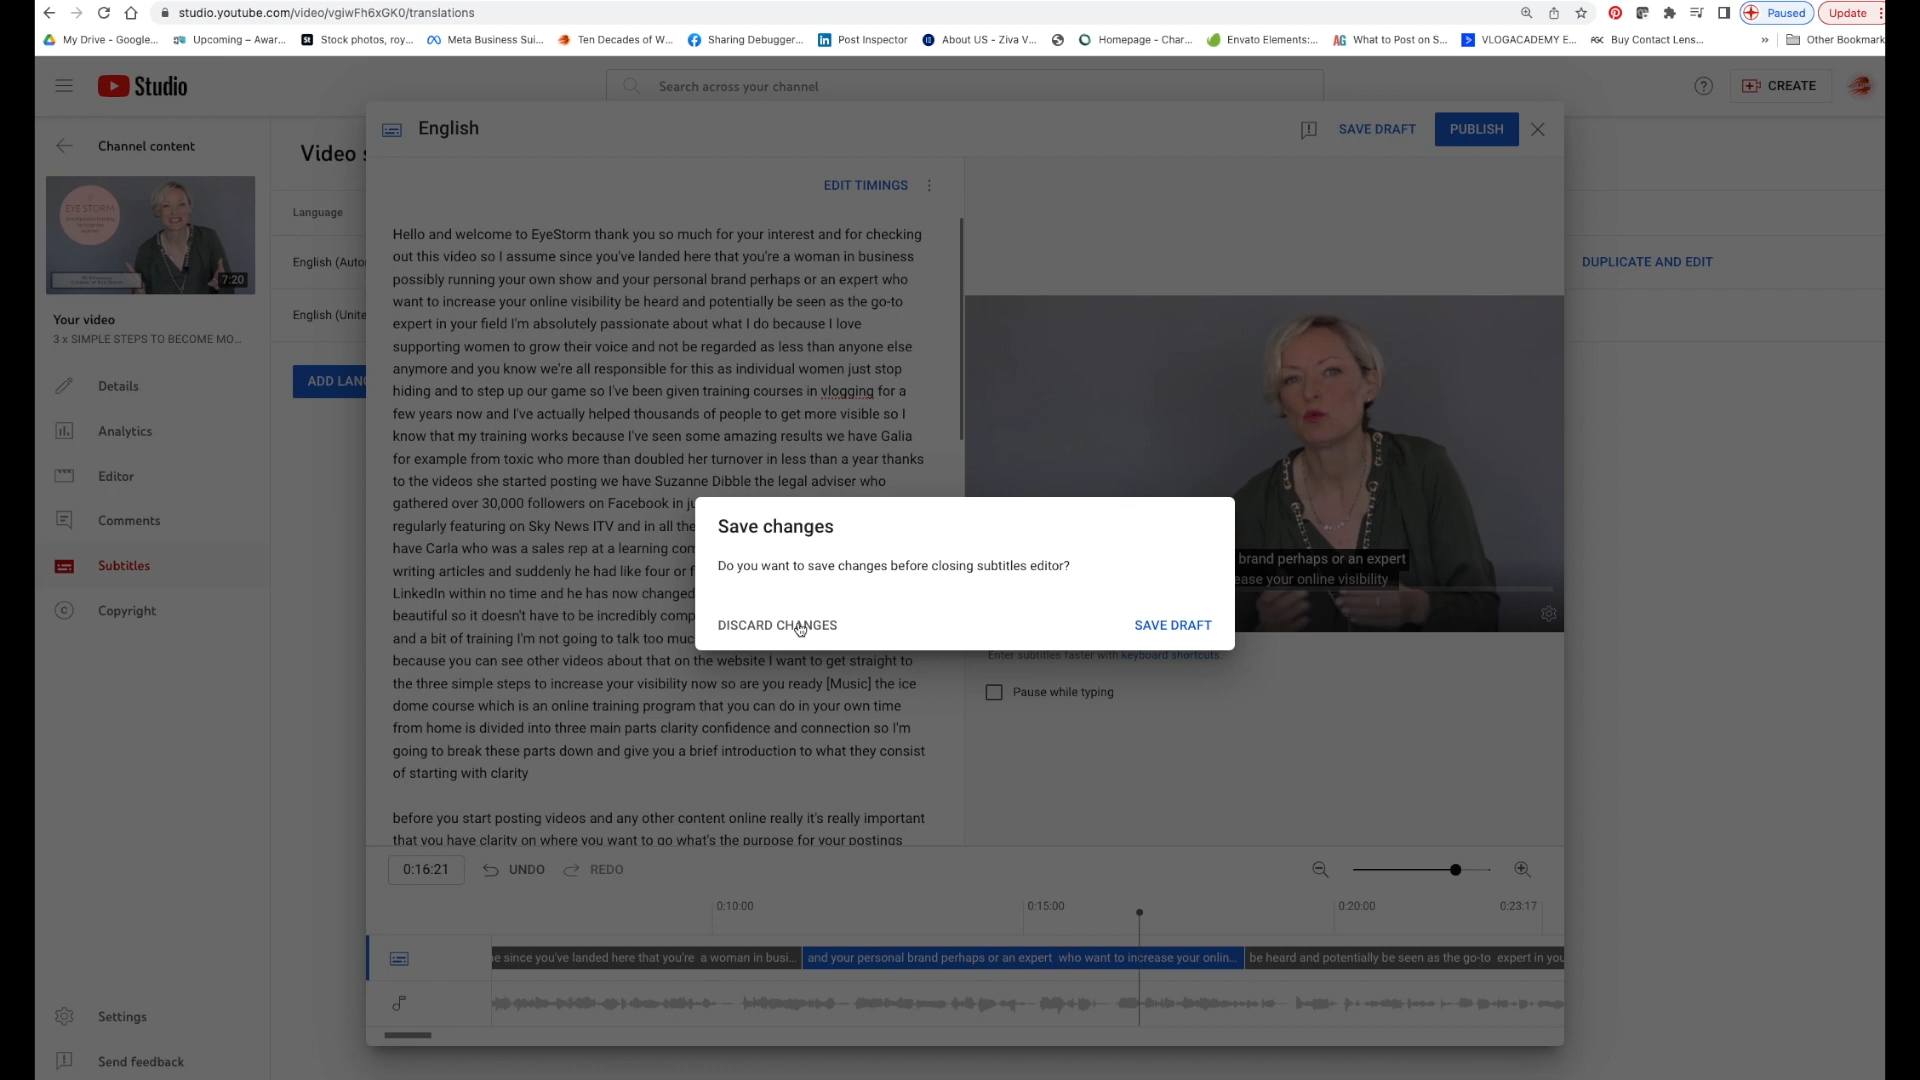 studio.youtube.com/video/vgiwFh6xGK0/translations
Paused
Update
My Drive - Google...
Upcoming – Awar...
Stock photos, roy...
Meta Business Sui...
Ten Decades of W...
Sharing Debugger...
Post Inspector
About US - Ziva V...
Homepage - Char...
Envato Elements:...
What to Post on S...
VLOGACADEMY E...
Buy Contact Lens...
»
Other Bookmark
Studio
Search across your channel
CREATE
Channel content
EYE STORM
7:20
Your video
3 x SIMPLE STEPS TO BECOME MO...
Details
Analytics
Editor
Comments
Subtitles
Copyright
Settings
Send feedback
Video s
Language
English (Auto
English (Unite
ADD LAN
DUPLICATE AND EDIT
English
SAVE DRAFT
PUBLISH
EDIT TIMINGS
Hello and welcome to EyeStorm thank you so much for your interest and for checking
out this video so I assume since you've landed here that you're a woman in business
possibly running your own show and your personal brand perhaps or an expert who
want to increase your online visibility be heard and potentially be seen as the go-to
expert in your field I'm absolutely passionate about what I do because I love
supporting women to grow their voice and not be regarded as less than anyone else
anymore and you know we're all responsible for this as individual women just stop
hiding and to step up our game so I've been given training courses in vlogging for a
few years now and I've actually helped thousands of people to get more visible so I
know that my training works because I've seen some amazing results we have Galia
for example from toxic who more than doubled her turnover in less than a year thanks
to the videos she started posting we have Suzanne Dibble the legal adviser who
gathered over 30,000 followers on Facebook in ju
regularly featuring on Sky News ITV and in all the
have Carla who was a sales rep at a learning com
writing articles and suddenly he had like four or f
LinkedIn within no time and he has now changed
beautiful so it doesn't have to be incredibly comp
and a bit of training I'm not going to talk too muc
because you can see other videos about that on the website I want to get straight to
the three simple steps to increase your visibility now so are you ready [Music] the ice
dome course which is an online training program that you can do in your own time
from home is divided into three main parts clarity confidence and connection so I'm
going to break these parts down and give you a brief introduction to what they consist
of starting with clarity
before you start posting videos and any other content online really it's really important
that you have clarity on where you want to go what's the purpose for your postings
brand perhaps or an expert
ease your online visibility
Save changes
Do you want to save changes before closing subtitles editor?
DISCARD CHANGES
SAVE DRAFT
Enter subtitles faster with keyboard shortcuts.
Pause while typing
0:16:21
UNDO
REDO
0:10:00
0:15:00
0:20:00
0:23:17
e since you've landed here that you're a woman in busi...
and your personal brand perhaps or an expert who want to increase your onlin...
be heard and potentially be seen as the go-to expert in you